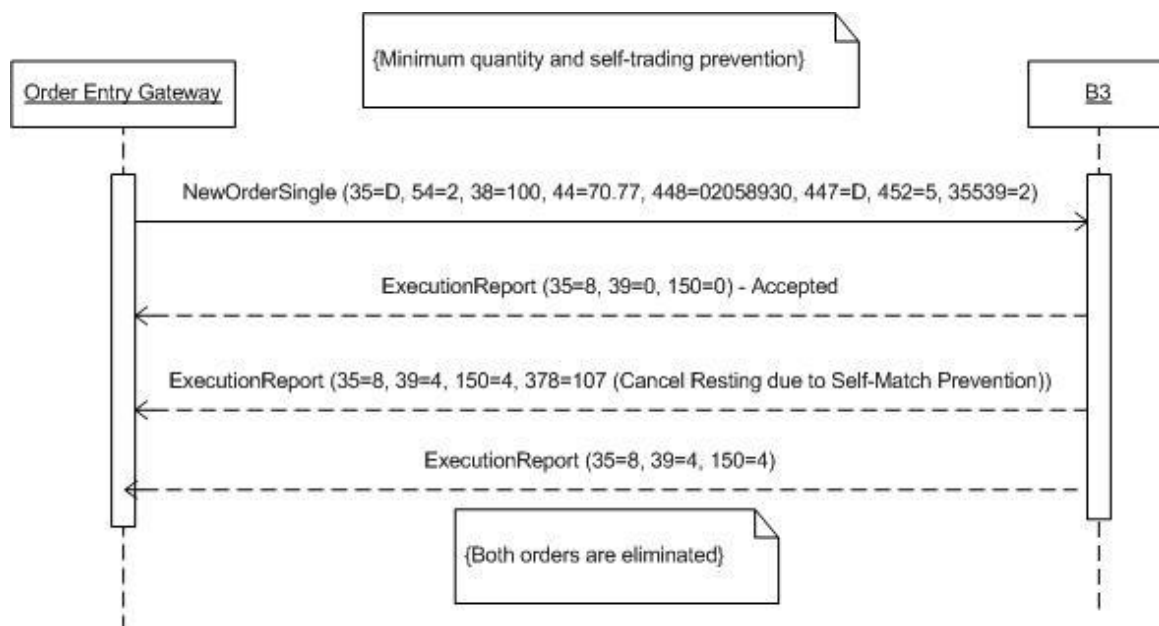 {Minimum quantity and self-trading prevention}
Order Entry Gateway
B3
NewOrderSingle (35=D, 54=2, 38=100, 44=70.77, 448=02058930, 447=D, 452=5, 35539=2)
ExecutionReport (35=8, 39=0, 150=0) - Accepted
ExecutionReport (35=8, 39=4, 150=4, 378=107 (Cancel Resting due to Self-Match Prevention))
ExecutionReport (35=8, 39=4, 150=4)
{Both orders are eliminated}